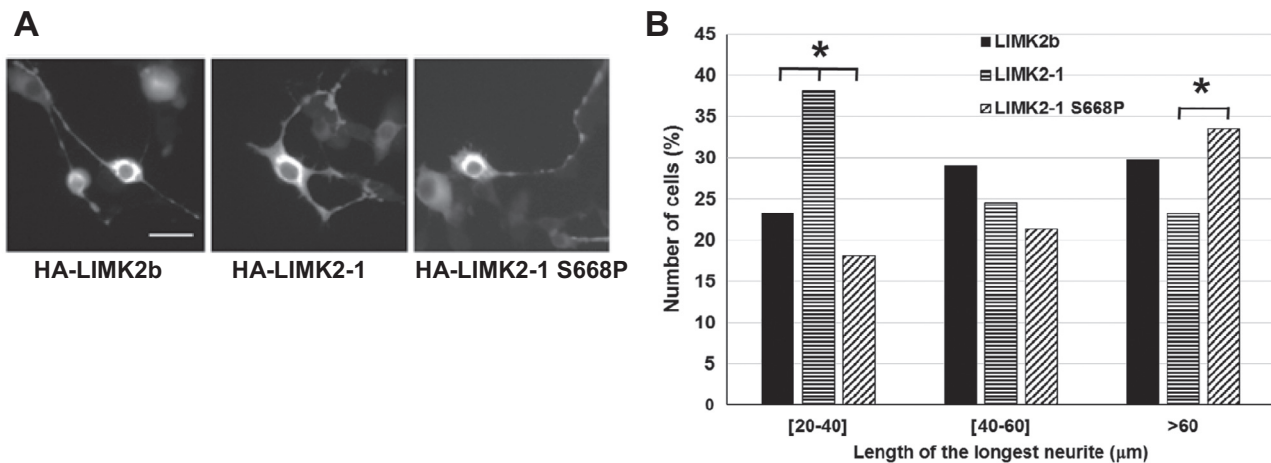 A
HA-LIMK2b
HA-LIMK2-1
HA-LIMK2-1 S668P
B
LIMK2b
LIMK2-1
LIMK2-1 S668P
*
*
Number of cells (%)
45
40
35
30
25
20
15
10
5
0
[20-40]
[40-60]
>60
Length of the longest neurite (µm)